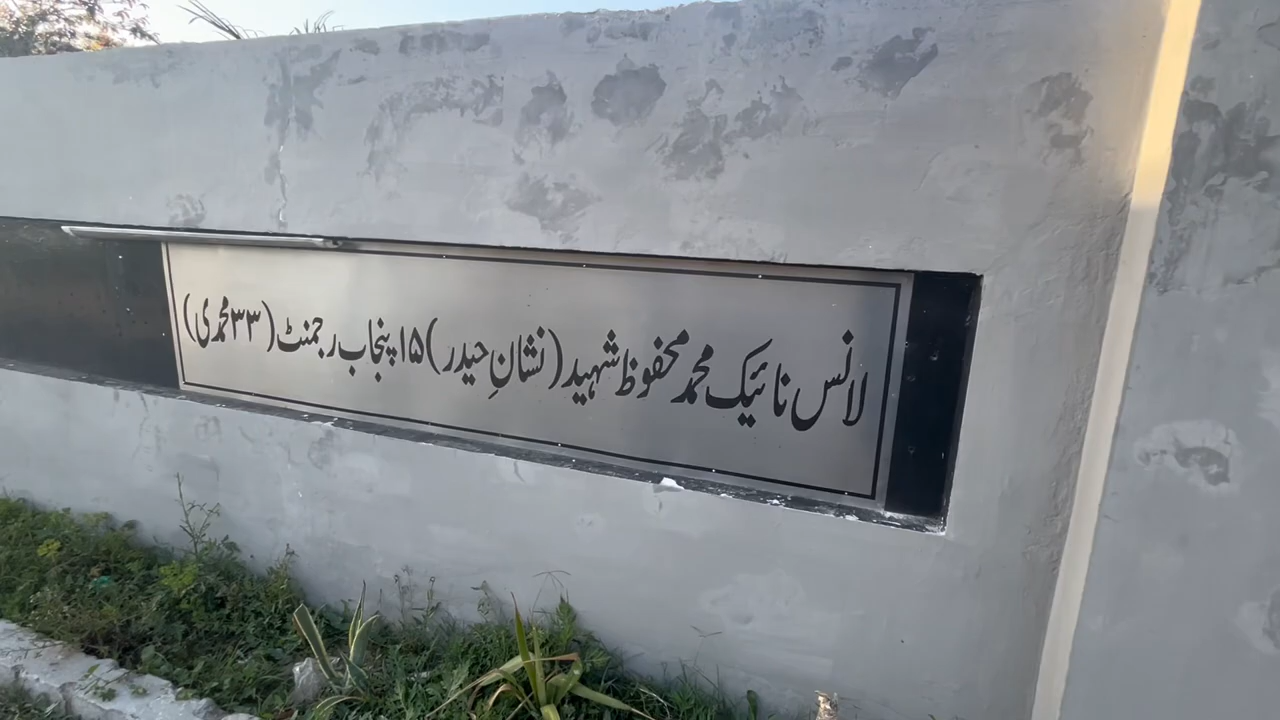 لانس نائیک محمد محفوظ شہید (نشانِ حیدر) ۱۵ پنجاب رجمنٹ (۳۳ محمدی)